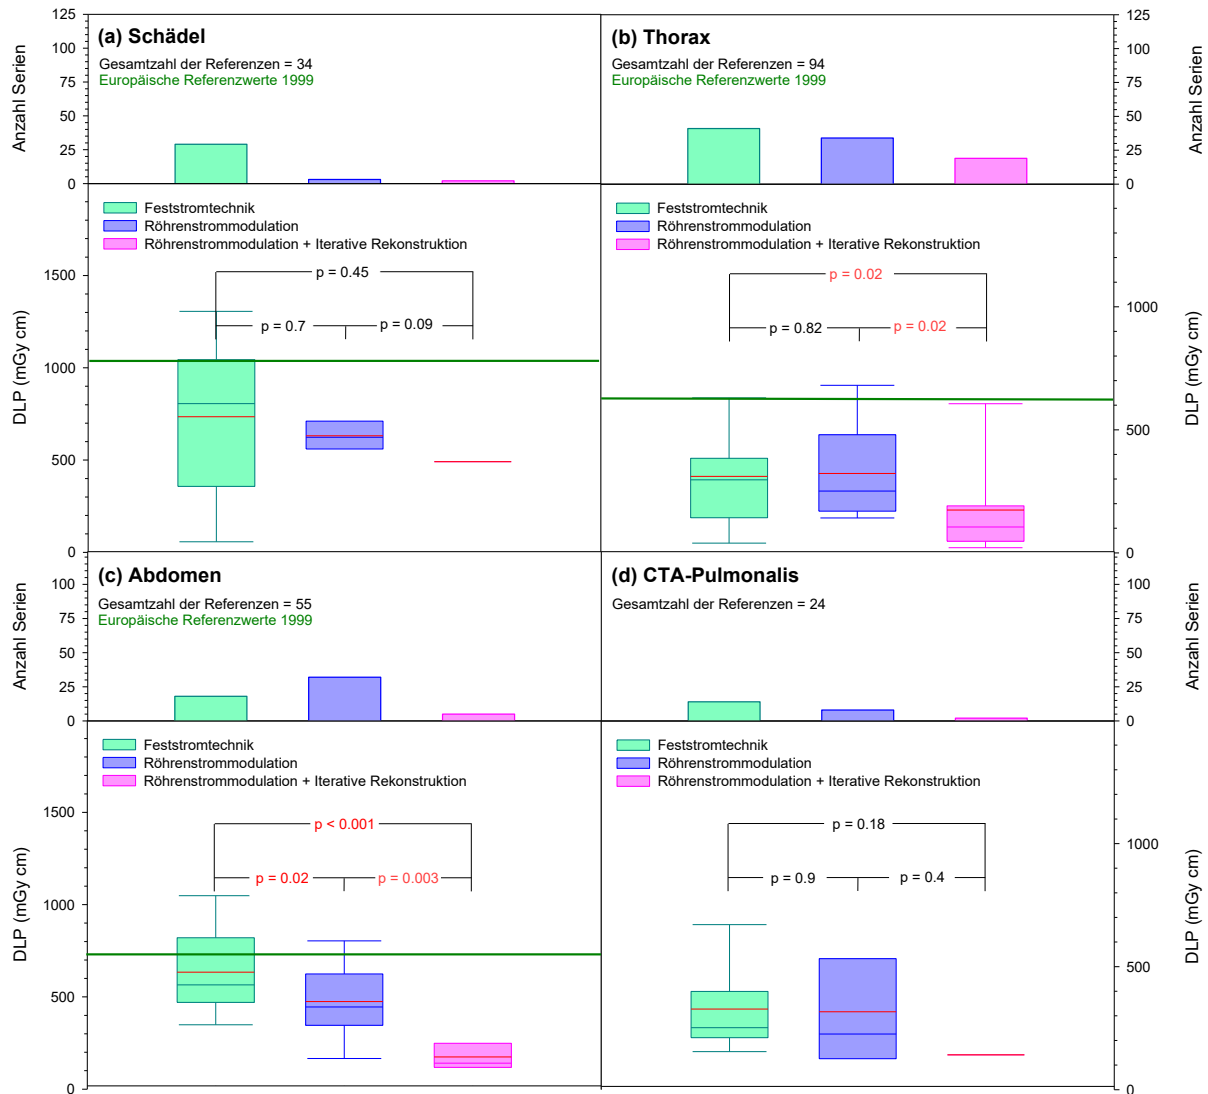 (a) Schädel
Gesamtzahl der Referenzen = 34
Europäische Referenzwerte 1999
Anzahl Serien
125
100
75
50
25
0
Feststromtechnik
Röhrenstrommodulation
Röhrenstrommodulation + Iterative Rekonstruktion
p = 0.45
p = 0.7
p = 0.09
DLP (mGy cm)
1500
1000
500
0
(b) Thorax
Gesamtzahl der Referenzen = 94
Europäische Referenzwerte 1999
Anzahl Serien
125
100
75
50
25
0
Feststromtechnik
Röhrenstrommodulation
Röhrenstrommodulation + Iterative Rekonstruktion
p = 0.02
p = 0.82
p = 0.02
DLP (mGy cm)
1000
500
0
(c) Abdomen
Gesamtzahl der Referenzen = 55
Europäische Referenzwerte 1999
Anzahl Serien
100
75
50
25
0
Feststromtechnik
Röhrenstrommodulation
Röhrenstrommodulation + Iterative Rekonstruktion
p < 0.001
p = 0.02
p = 0.003
DLP (mGy cm)
1500
1000
500
0
(d) CTA-Pulmonalis
Gesamtzahl der Referenzen = 24
Anzahl Serien
100
75
50
25
0
Feststromtechnik
Röhrenstrommodulation
Röhrenstrommodulation + Iterative Rekonstruktion
p = 0.18
p = 0.9
p = 0.4
DLP (mGy cm)
1000
500
0